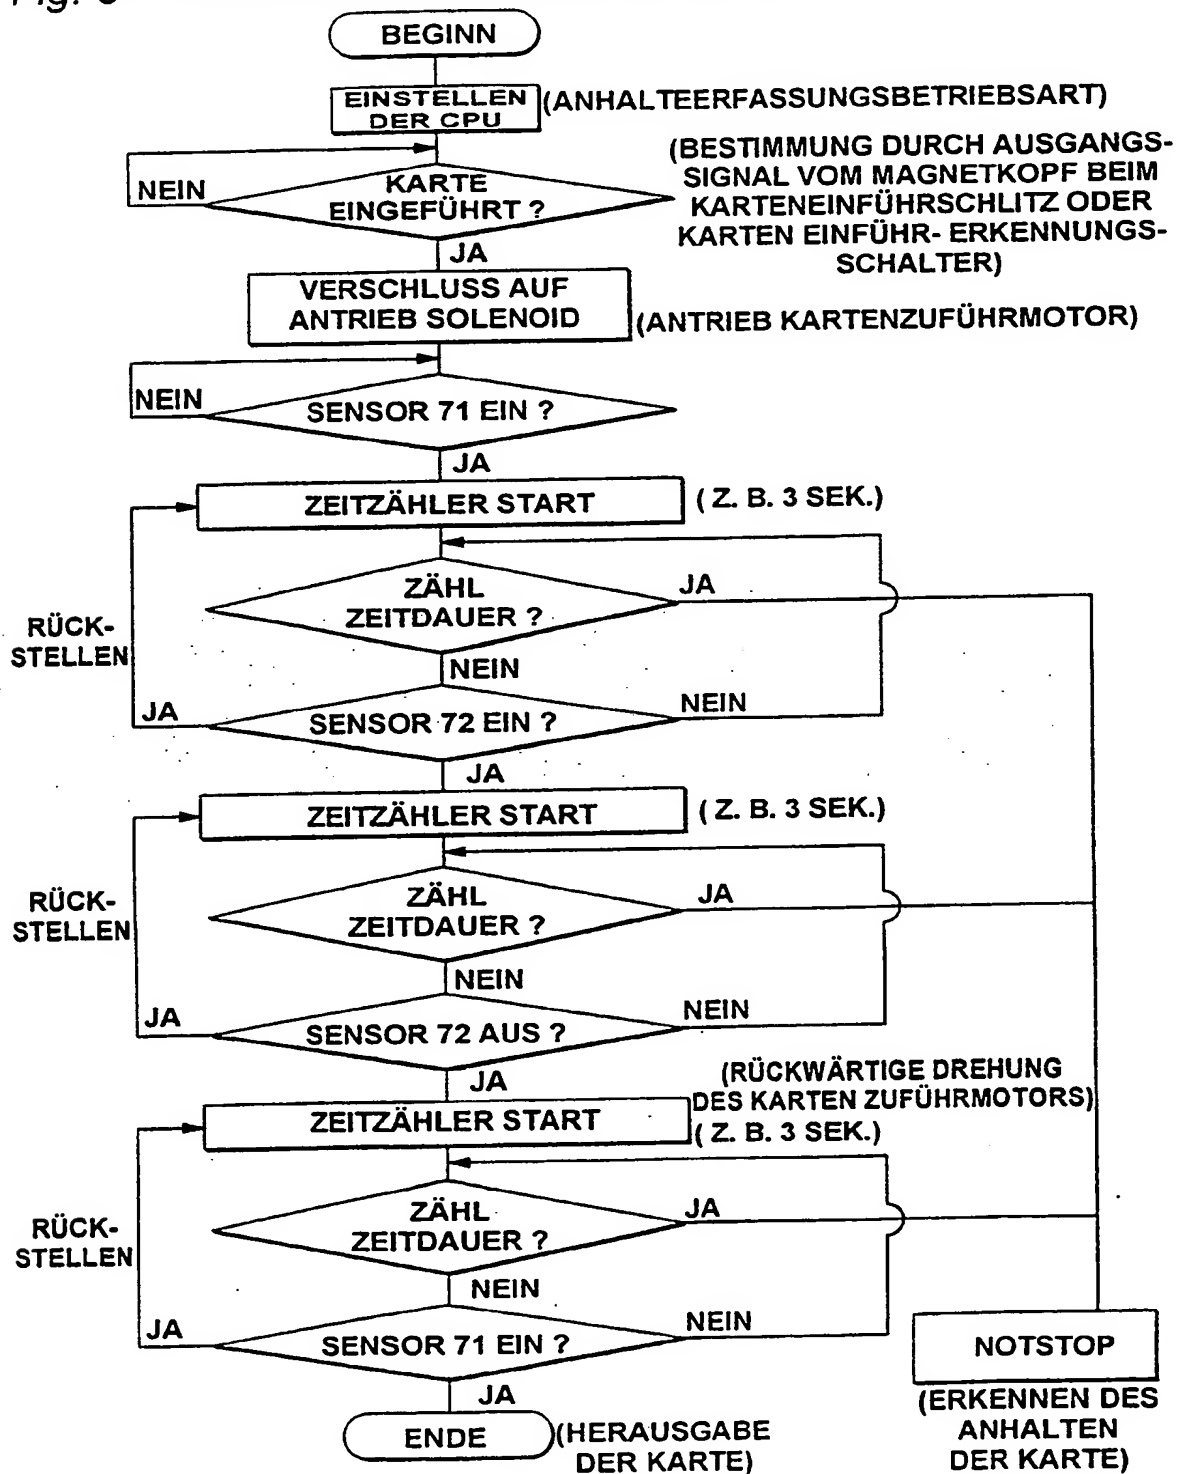 BEGINN
EINSTELLEN
DER CPU
(ANHALTEERFASSUNGSBETRIEBSART)
NEIN
KARTE
EINGEFÜHRT ?
(BESTIMMUNG DURCH AUSGANGS-
SIGNAL VOM MAGNETKOPF BEIM
KARTENEINFÜHRSCHLITZ ODER
KARTEN EINFÜHR- ERKENNUNGS-
SCHALTER)
JA
VERSCHLUSS AUF
ANTRIEB SOLENOID
(ANTRIEB KARTENZUFÜHRMOTOR)
NEIN
SENSOR 71 EIN ?
JA
ZEITZÄHLER START
( Z. B. 3 SEK.)
ZÄHL
ZEITDAUER ?
JA
RÜCK-
STELLEN
NEIN
JA
SENSOR 72 EIN ?
NEIN
JA
ZEITZÄHLER START
( Z. B. 3 SEK.)
ZÄHL
ZEITDAUER ?
JA
RÜCK-
STELLEN
NEIN
JA
SENSOR 72 AUS ?
NEIN
JA
(RÜCKWÄRTIGE DREHUNG
DES KARTEN ZUFÜHRMOTORS)
ZEITZÄHLER START
( Z. B. 3 SEK.)
ZÄHL
ZEITDAUER ?
JA
RÜCK-
STELLEN
NEIN
JA
SENSOR 71 EIN ?
NEIN
JA
NOTSTOP
(ERKENNEN DES
ANHALTEN
DER KARTE)
ENDE
(HERAUSGABE
DER KARTE)